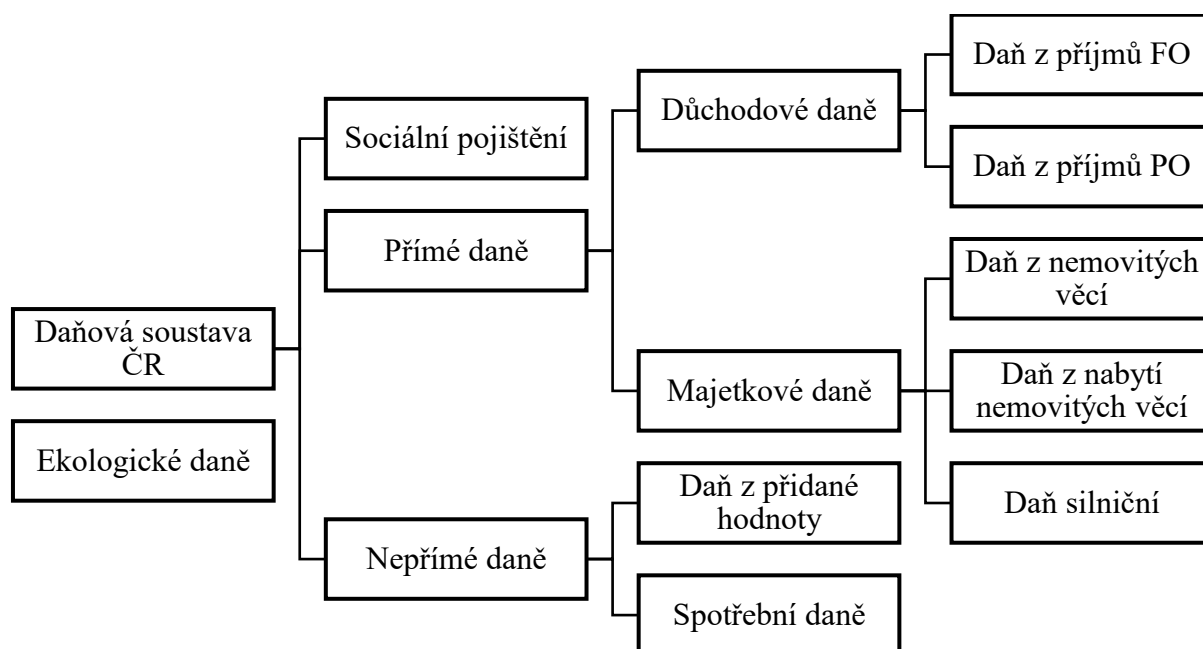 Daňová soustava
ČR
Ekologické daně
Sociální pojištění
Přímé daně
Nepřímé daně
Důchodové daně
Majetkové daně
Daň z přidané
hodnoty
Spotřební daně
Daň z příjmů FO
Daň z příjmů PO
Daň z nemovitých
věcí
Daň z nabytí
nemovitých věcí
Daň silniční